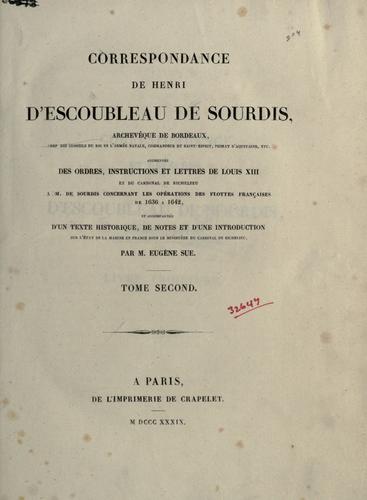 CORRESPONDANCE
DE HENRI
D'ESCOUBLEAU DE SOURDIS,
ARCHEVÊQUE DE BORDEAUX,
CHEF DES CONSEILS DU ROI EN L'ARMÉE NAVALE, COMMANDEUR DU SAINT-ESPRIT, PRIMAT D'AQUITAINE, ETC.
AUGMENTÉE
DES ORDRES, INSTRUCTIONS ET LETTRES DE LOUIS XIII
ET DU CARDINAL DE RICHELIEU
A M. DE SOURDIS CONCERNANT LES OPÉRATIONS DES FLOTTES FRANÇAISES
DE 1636 A 1642,
ET ACCOMPAGNÉE
D'UN TEXTE HISTORIQUE, DE NOTES ET D'UNE INTRODUCTION
SUR L'ÉTAT DE LA MARINE EN FRANCE SOUS LE MINISTÈRE DU CARDINAL DE RICHELIEU,
PAR M. EUGÈNE SUE.
TOME SECOND.
32647
A PARIS,
DE L'IMPRIMERIE DE CRAPELET.
M DCCC XXXIX.